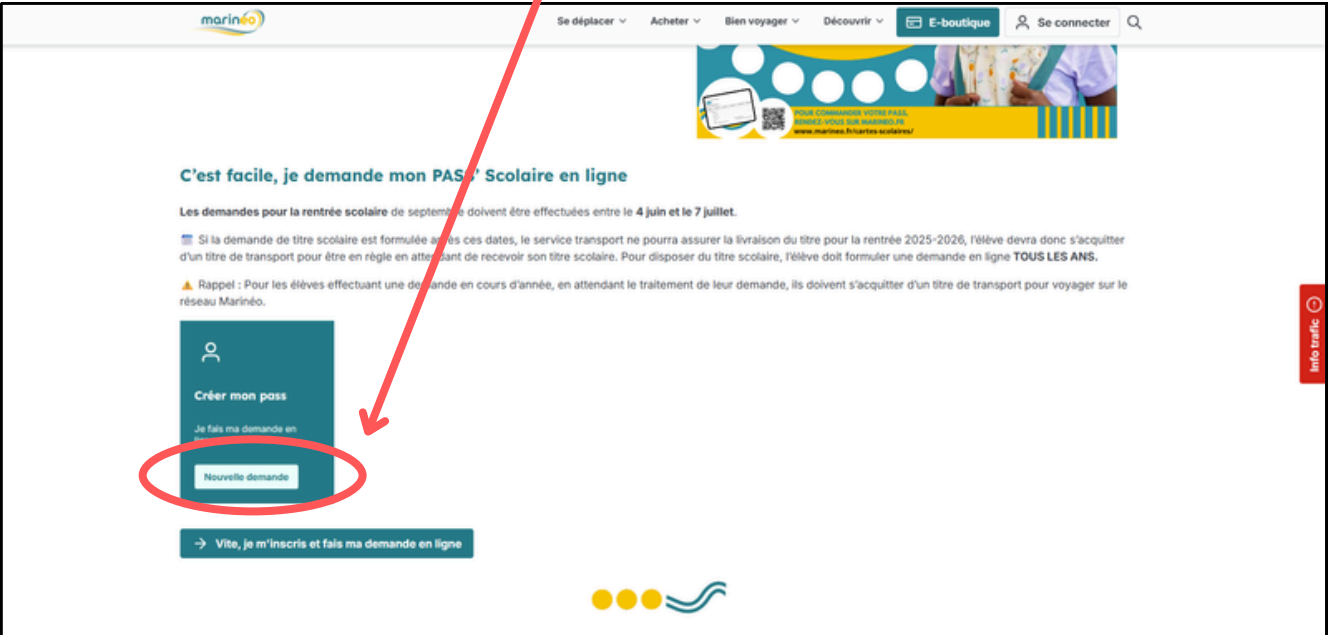 marinéo
Se déplacer
Acheter
Bien voyager
Découvrir
E-boutique
Se connecter
POUR COMMANDER VOTRE PASS,
RENDEZ-VOUS SUR MARINEO.FR
www.marineo.fr/cartes-scolaires/
C'est facile, je demande mon PASS' Scolaire en ligne
Les demandes pour la rentrée scolaire de septembre doivent être effectuées entre le 4 juin et le 7 juillet.
Si la demande de titre scolaire est formulée après ces dates, le service transport ne pourra assurer la livraison du titre pour la rentrée 2025-2026, l'élève devra donc s'acquitter
d'un titre de transport pour être en règle en attendant de recevoir son titre scolaire. Pour disposer du titre scolaire, l'élève doit formuler une demande en ligne TOUS LES ANS.
Rappel : Pour les élèves effectuant une demande en cours d'année, en attendant le traitement de leur demande, ils doivent s'acquitter d'un titre de transport pour voyager sur le
réseau Marinéo.
Info trafic
Créer mon pass
Je fais ma demande en
Nouvelle demande
Vite, je m'inscris et fais ma demande en ligne